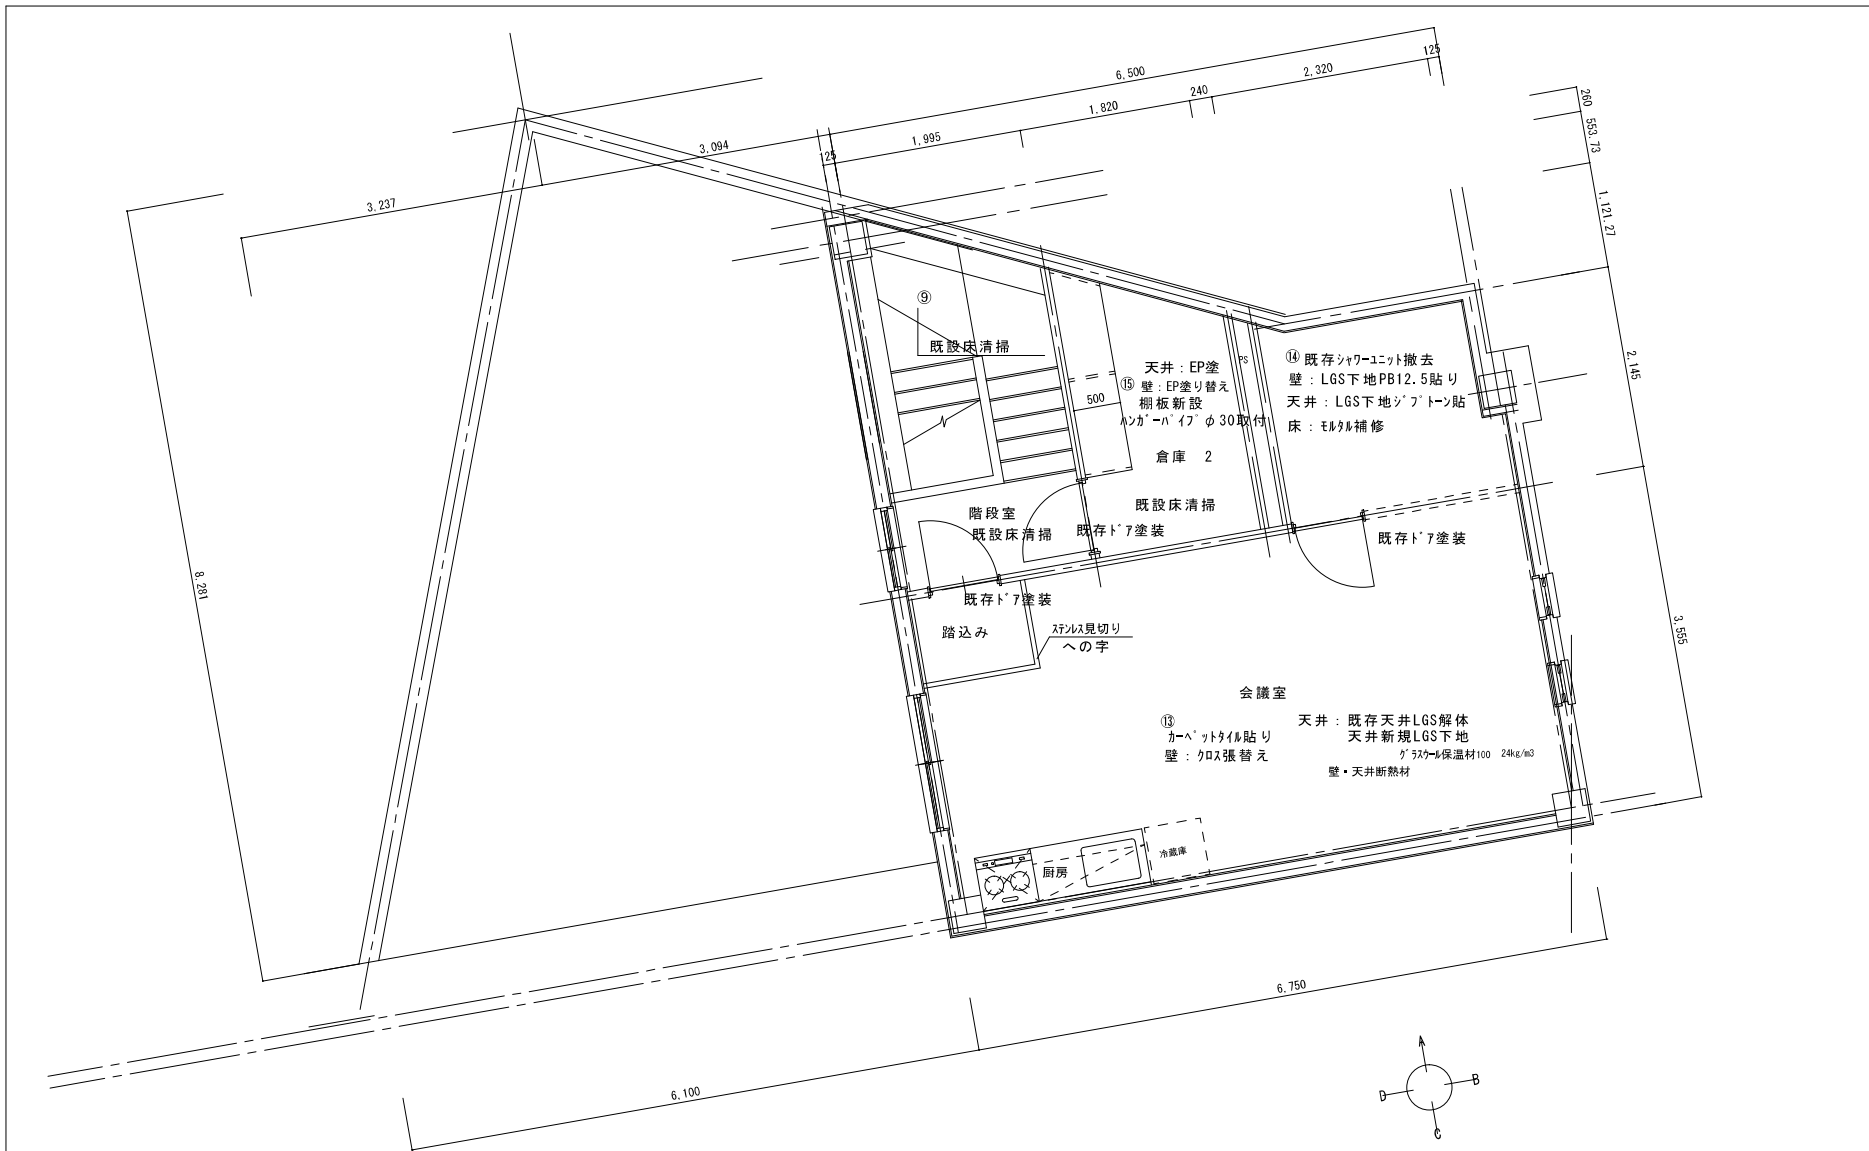 6,500
125
2,320
240
1,820
1,995
125
3,094
3,237
260
553.73
1,121.27
2,145
3,555
8,281
⑨
既設床清掃
天井：EP塗
⑮ 壁：EP塗り替え
棚板新設
ﾊﾝｶﾞｰﾊﾟｲﾌﾟφ30取付
500
倉庫　2
既設床清掃
PS
⑭ 既存ｼｬﾜｰﾕﾆｯﾄ撤去
壁：LGS下地PB12.5貼り
天井：LGS下地ｼﾞﾌﾟﾄｰﾝ貼
床：ﾓﾙﾀﾙ補修
階段室
既設床清掃
既存ﾄﾞｱ塗装
既存ﾄﾞｱ塗装
既存ﾄﾞｱ塗装
踏込み
ｽﾃﾝﾚｽ見切り
への字
会議室
⑬
ｶｰﾍﾟｯﾄﾀｲﾙ貼り
壁：ｸﾛｽ張替え
天井：既存天井LGS解体
天井新規LGS下地
ｸﾞﾗｽｳｰﾙ保温材100　24kg/m3
壁・天井断熱材
厨房
冷蔵庫
6,750
6,100
A
B
C
D